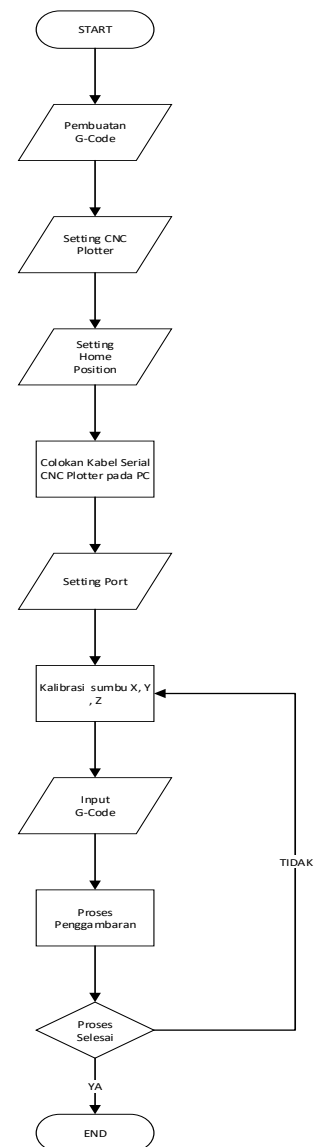 START
Pembuatan
G-Code
Setting CNC
Plotter
Setting
Home
Position
Colokan Kabel Serial
CNC Plotter pada PC
Setting Port
Kalibrasi sumbu X, Y
, Z
Input
G-Code
TIDAK
Proses
Penggambaran
Proses
Selesai
YA
END